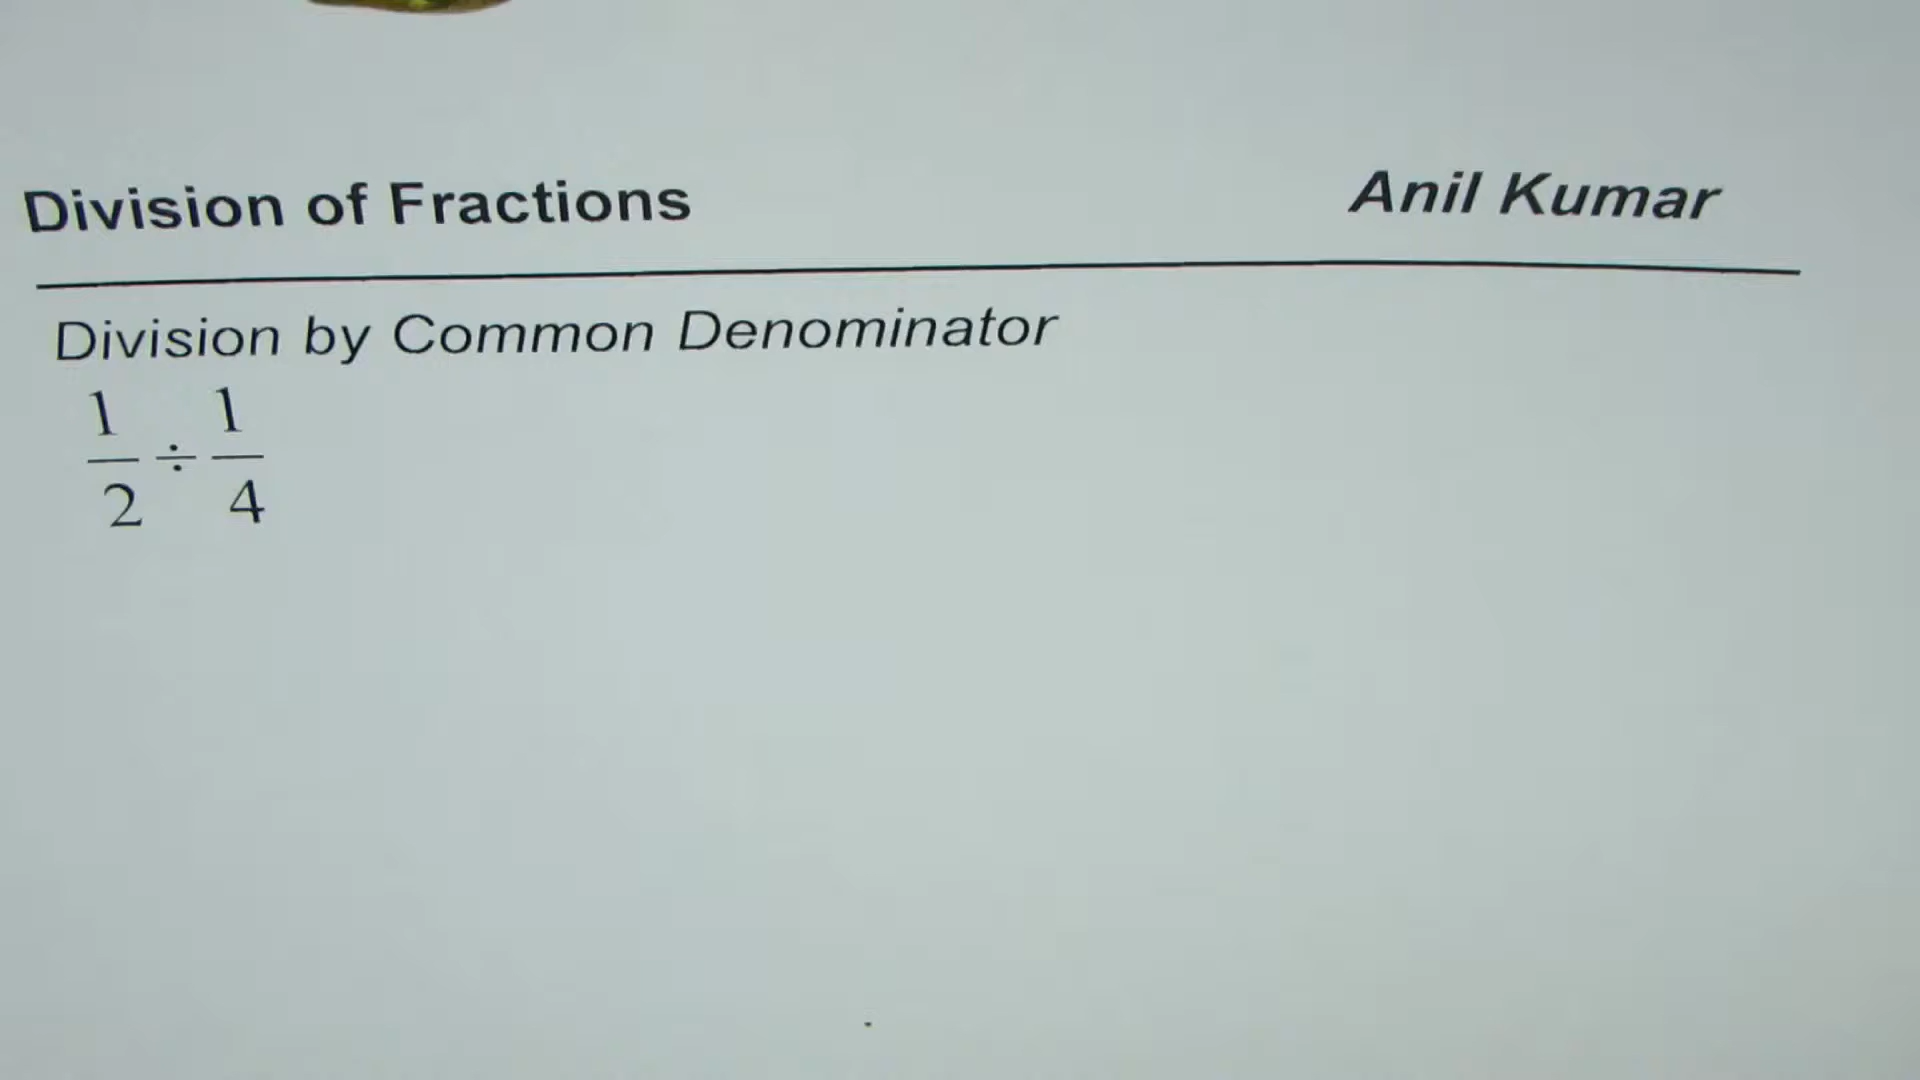 Division of Fractions Anil Kumar
Division by Common Denominator
1/2 ÷ 1/4